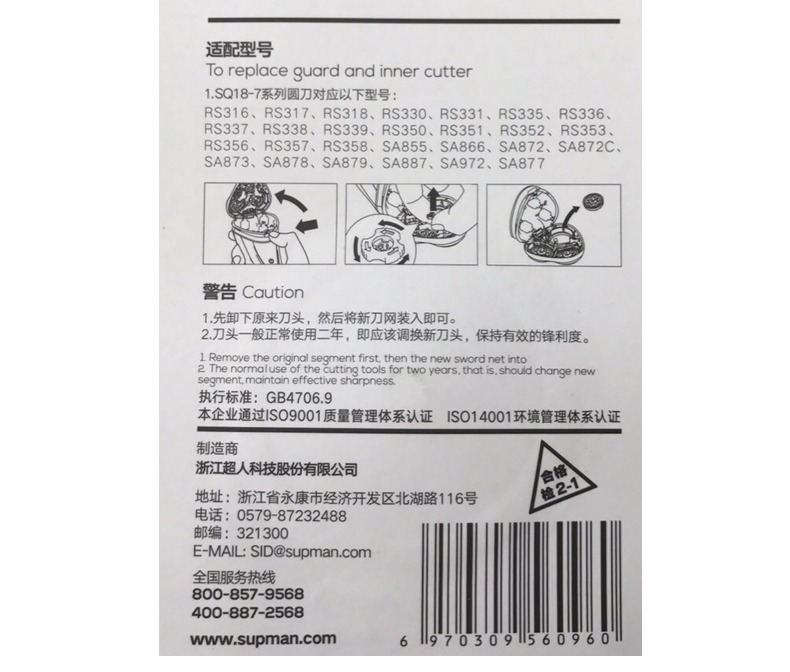 适配型号
To replace guard and inner cutter
1.SQ18-7系列圆刀对应以下型号：
RS316、RS317、RS318、RS330、RS331、RS335、RS336、
RS337、RS338、RS339、RS350、RS351、RS352、RS353、
RS356、RS357、RS358、SA855、SA866、SA872、SA872C、
SA873、SA878、SA879、SA887、SA972、SA877
警告 Caution
1.先卸下原来刀头，然后将新刀网装入即可。
2.刀头一般正常使用二年，即应该调换新刀头，保持有效的锋利度。
1. Remove the original segment first, then the new sword net into
2. The normal use of the cutting tools for two years, that is, should change new
segment, maintain effective sharpness.
执行标准：GB4706.9
本企业通过ISO9001质量管理体系认证 ISO14001环境管理体系认证
制造商
浙江超人科技股份有限公司
合格
检2-1
地址：浙江省永康市经济开发区北湖路116号
电话：0579-87232488
邮编：321300
E-MAIL: SID@supman.com
全国服务热线
800-857-9568
400-887-2568
www.supman.com
6 970309 560960